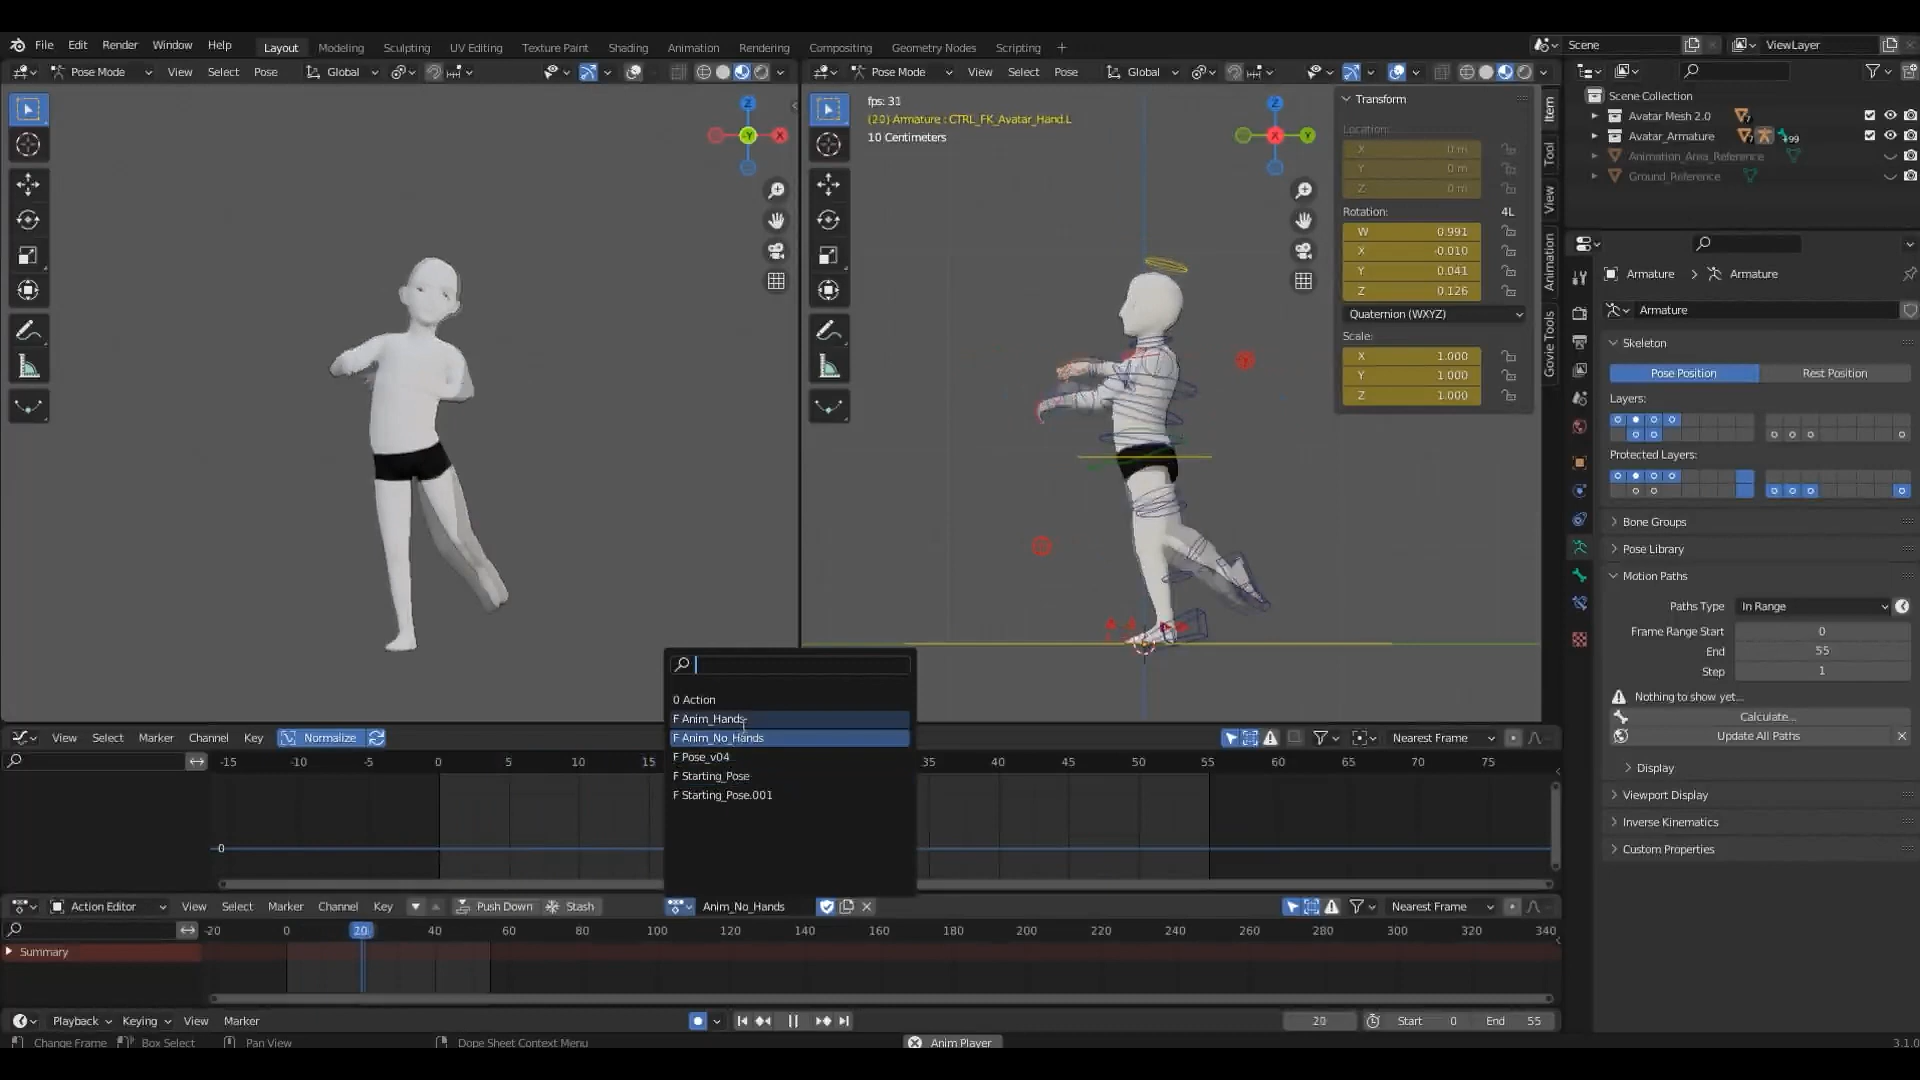 File Edit Render Window Help Layout Modeling Sculpting UV Editing Texture Paint Shading Animation Rendering Compositing Geometry Nodes Scripting + Scene ViewLayer
Pose Mode View Select Pose Global Pose Mode View Select Pose Global
fps: 31
(20) Armature : CTRL_FK_Avatar_Hand.L
10 Centimeters
Z
-Y X
Z
X Y
Transform
Location:
X 0 m
Y 0 m
Z 0 m
Rotation: 4L
W 0.991
X -0.010
Y 0.041
Z 0.126
Quaternion (WXYZ)
Scale:
X 1.000
Y 1.000
Z 1.000
Item
Tool
View
Animation
Govie Tools
Scene Collection
Avatar Mesh 2.0
Avatar_Armature +99
Animation_Area_Reference
Ground_Reference
Armature > Armature
Armature
Skeleton
Pose Position Rest Position
Layers:
Protected Layers:
Bone Groups
Pose Library
Motion Paths
Paths Type In Range
Frame Range Start 0
End 55
Step 1
Nothing to show yet...
Calculate...
Update All Paths
Display
Viewport Display
Inverse Kinematics
Custom Properties
0 Action
F Anim_Hands
F Anim_No_Hands
F Pose_v04
F Starting_Pose
F Starting_Pose.001
View Select Marker Channel Key Normalize Nearest Frame
-15 -10 -5 0 5 10 15 35 40 45 50 55 60 65 70 75
0
Action Editor View Select Marker Channel Key Push Down Stash Anim_No_Hands Nearest Frame
-20 0 20 40 60 80 100 120 140 160 180 200 220 240 260 280 300 320 340
Summary
Playback Keying View Marker 20 Start 0 End 55
Change Frame Box Select Pan View Dope Sheet Context Menu Anim Player 3.1.0